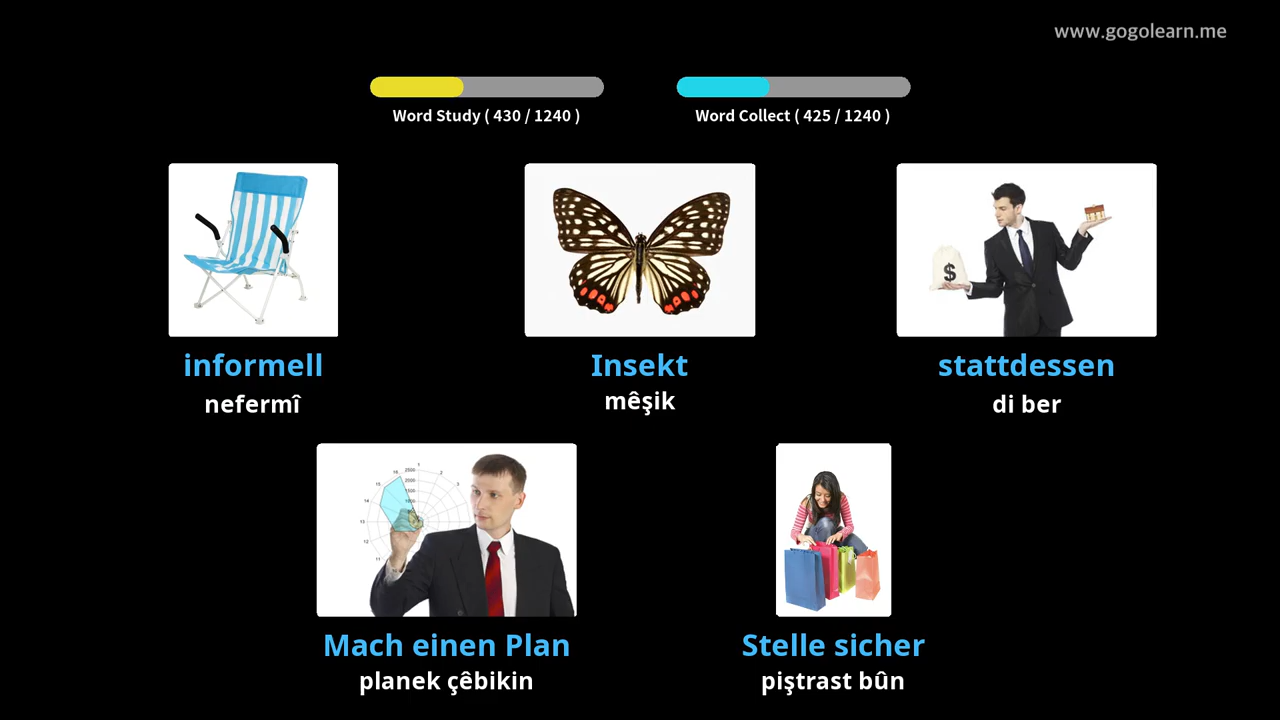 www.gogolearn.me
Word Study ( 430 / 1240 )
Word Collect ( 425 / 1240 )
$
informell
nefermî
Insekt
mêşik
stattdessen
di ber
Mach einen Plan
planek çêbikin
Stelle sicher
piştrast bûn